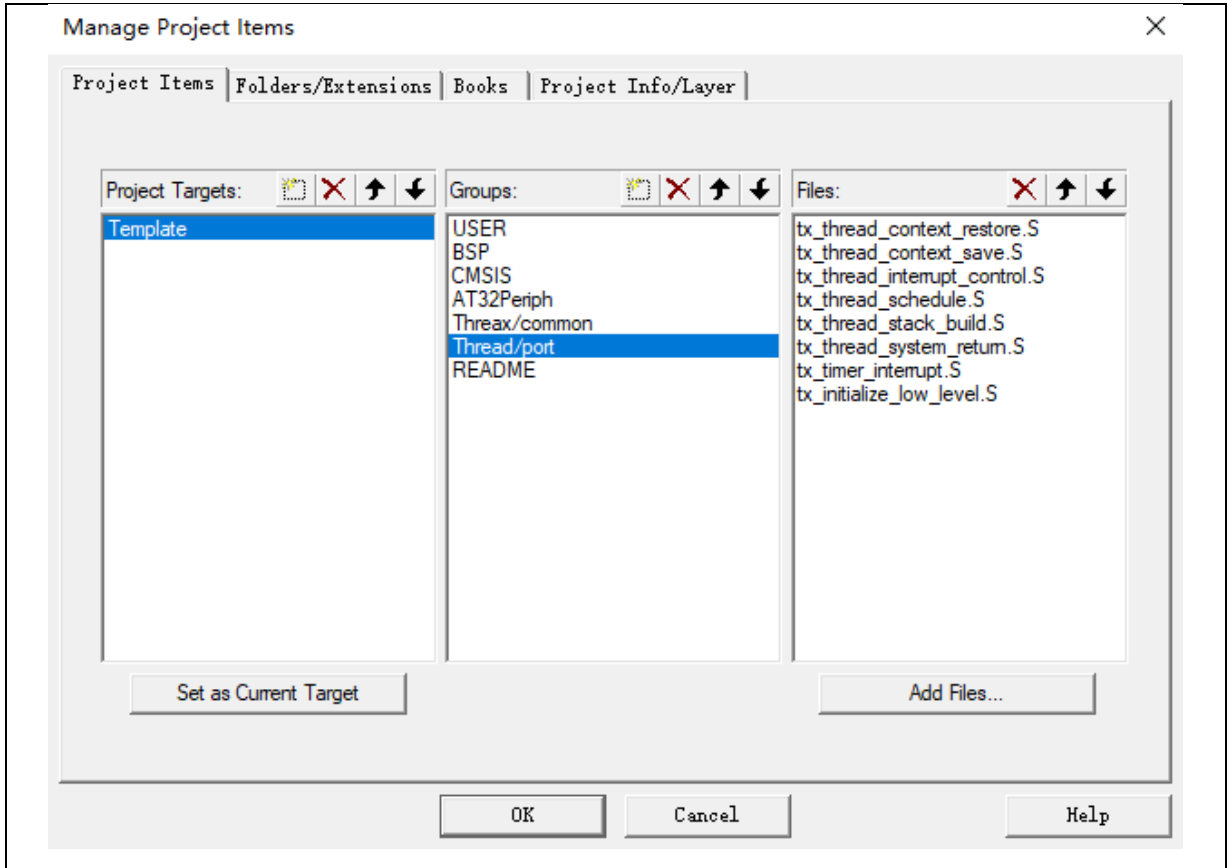 Manage Project Items
Project Items Folders/Extensions Books Project Info/Layer
Project Targets: Groups: Files:
Template
USER
BSP
CMSIS
AT32Periph
Threax/common
Thread/port
README
tx_thread_context_restore.S
tx_thread_context_save.S
tx_thread_interrupt_control.S
tx_thread_schedule.S
tx_thread_stack_build.S
tx_thread_system_return.S
tx_timer_interrupt.S
tx_initialize_low_level.S
Set as Current Target
Add Files...
OK Cancel Help